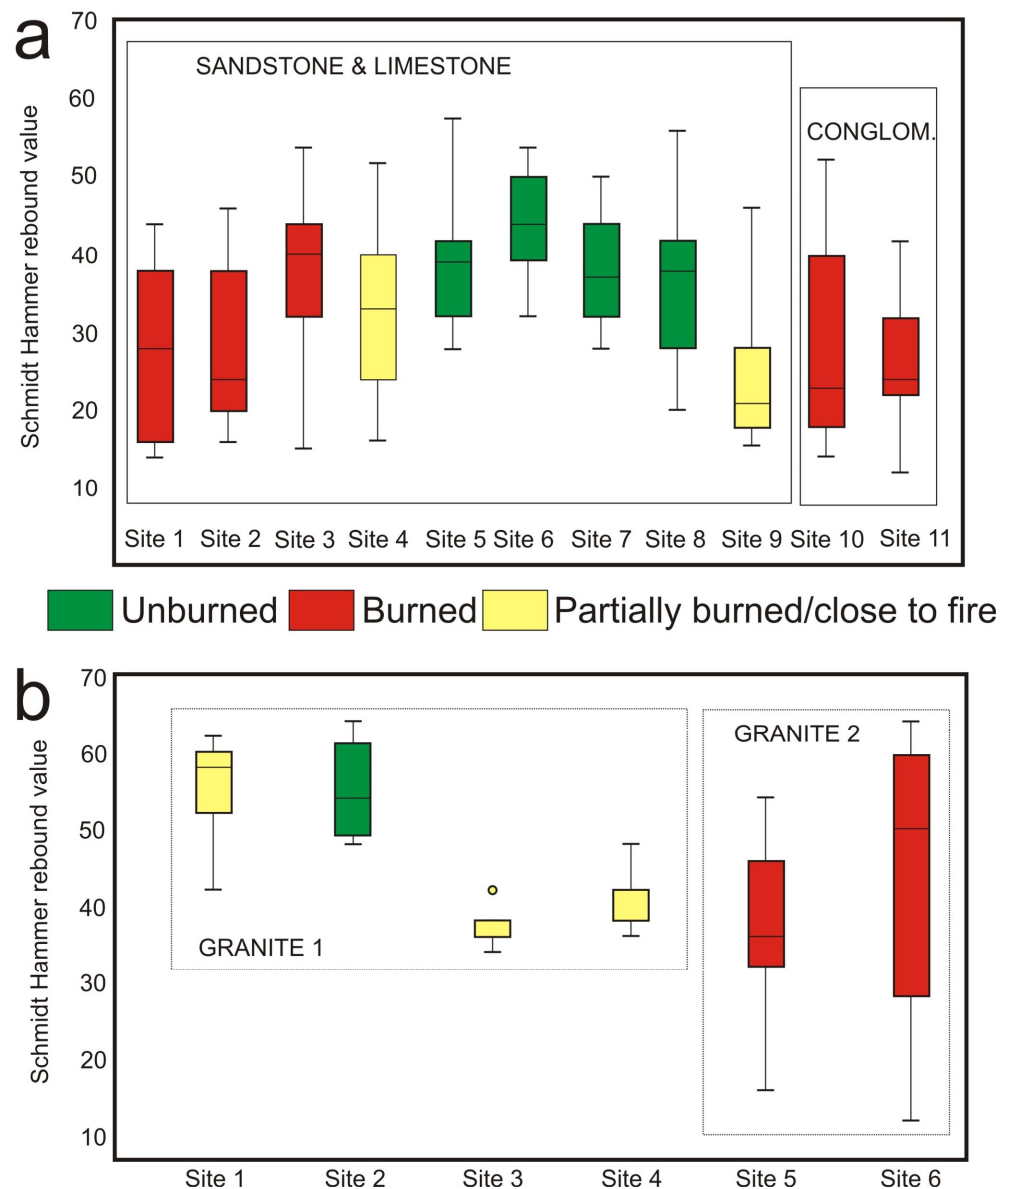 a
70
60
50
40
30
20
10
Schmidt Hammer rebound value
SANDSTONE & LIMESTONE
CONGLOM.
Site 1 Site 2 Site 3 Site 4 Site 5 Site 6 Site 7 Site 8 Site 9 Site 10 Site 11
Unburned Burned Partially burned/close to fire
b
70
60
50
40
30
20
10
Schmidt Hammer rebound value
GRANITE 1
GRANITE 2
Site 1 Site 2 Site 3 Site 4 Site 5 Site 6